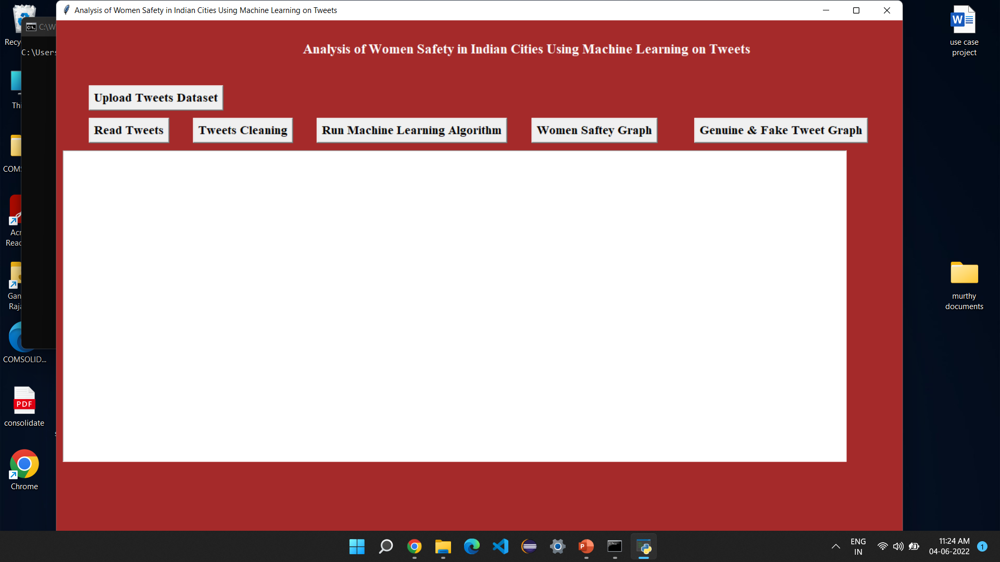 Analysis of Women Safety in Indian Cities Using Machine Learning on Tweets
Analysis of Women Safety in Indian Cities Using Machine Learning on Tweets
Upload Tweets Dataset
Read Tweets
Tweets Cleaning
Run Machine Learning Algorithm
Women Saftey Graph
Genuine & Fake Tweet Graph
C:\W
C:\Users
Recy
Thi
COMS
Acr
Read
Gan
Raja
COMSOLID...
PDF
consolidate
Chrome
W
use case
project
murthy
documents
P
ENG
IN
11:24 AM
04-06-2022
1